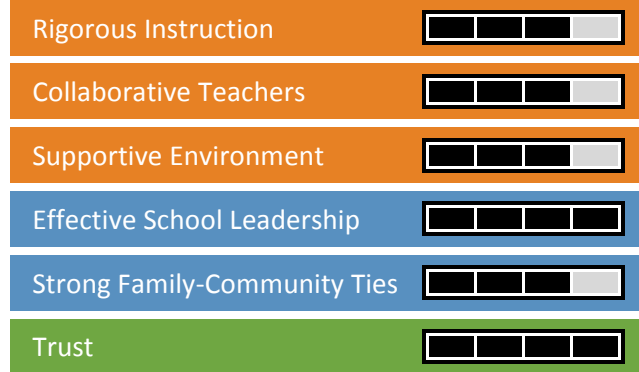 Rigorous Instruction
Collaborative Teachers
Supportive Environment
Effective School Leadership
Strong Family-Community Ties
Trust